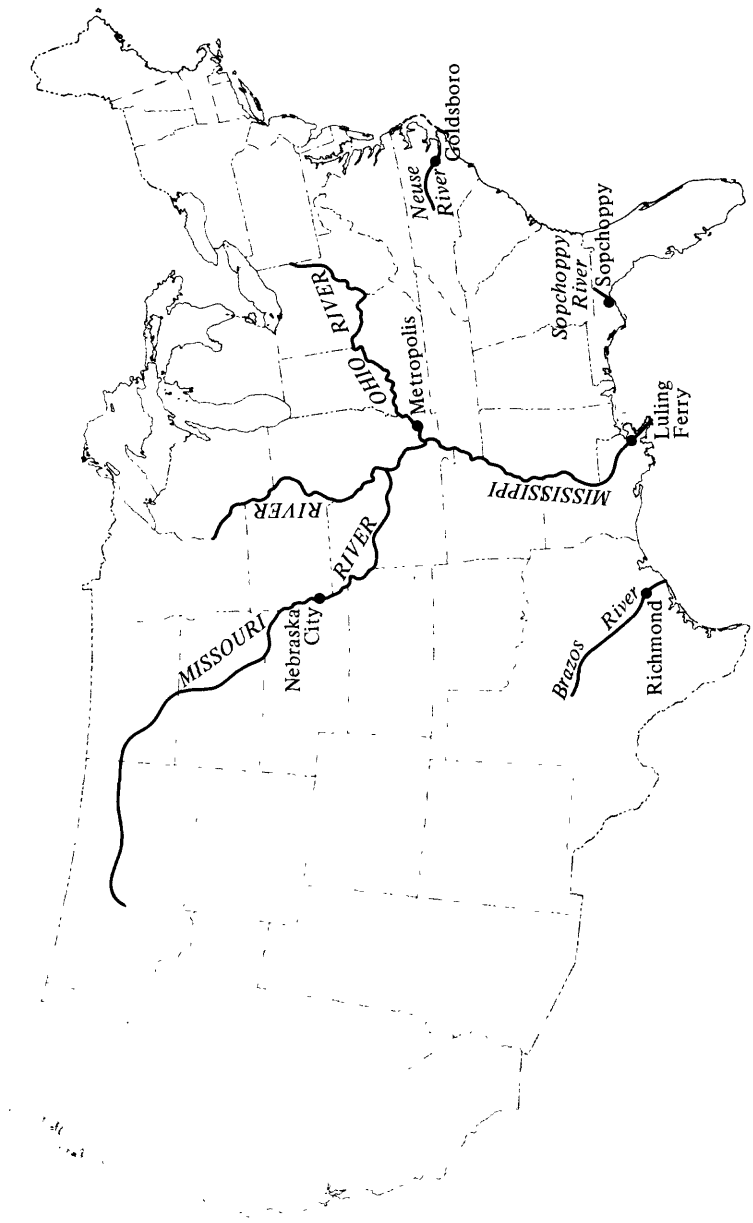 MISSOURI
RIVER
Nebraska
City
RIVER
MISSISSIPPI
OHIO
RIVER
Metropolis
Neuse
River
Goldsboro
Sopchoppy
River
Sopchoppy
Luling
Ferry
Brazos
River
Richmond